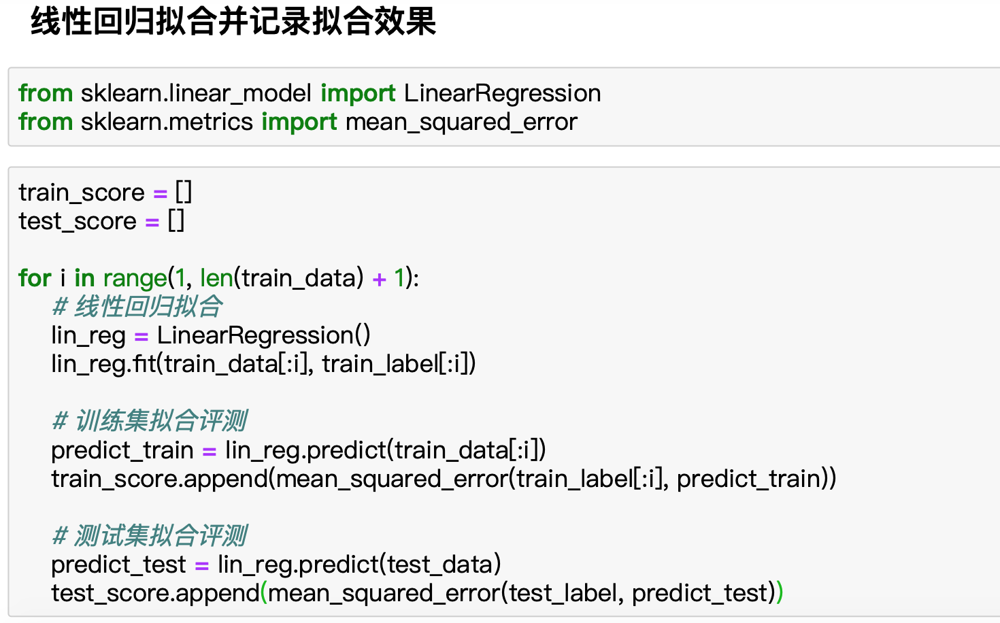 线性回归拟合并记录拟合效果
from sklearn.linear_model import LinearRegression
from sklearn.metrics import mean_squared_error
train_score = []
test_score = []
for i in range(1, len(train_data) + 1):
# 线性回归拟合
lin_reg = LinearRegression()
lin_reg.fit(train_data[:i], train_label[:i])
# 训练集拟合评测
predict_train = lin_reg.predict(train_data[:i])
train_score.append(mean_squared_error(train_label[:i], predict_train))
# 测试集拟合评测
predict_test = lin_reg.predict(test_data)
test_score.append(mean_squared_error(test_label, predict_test))